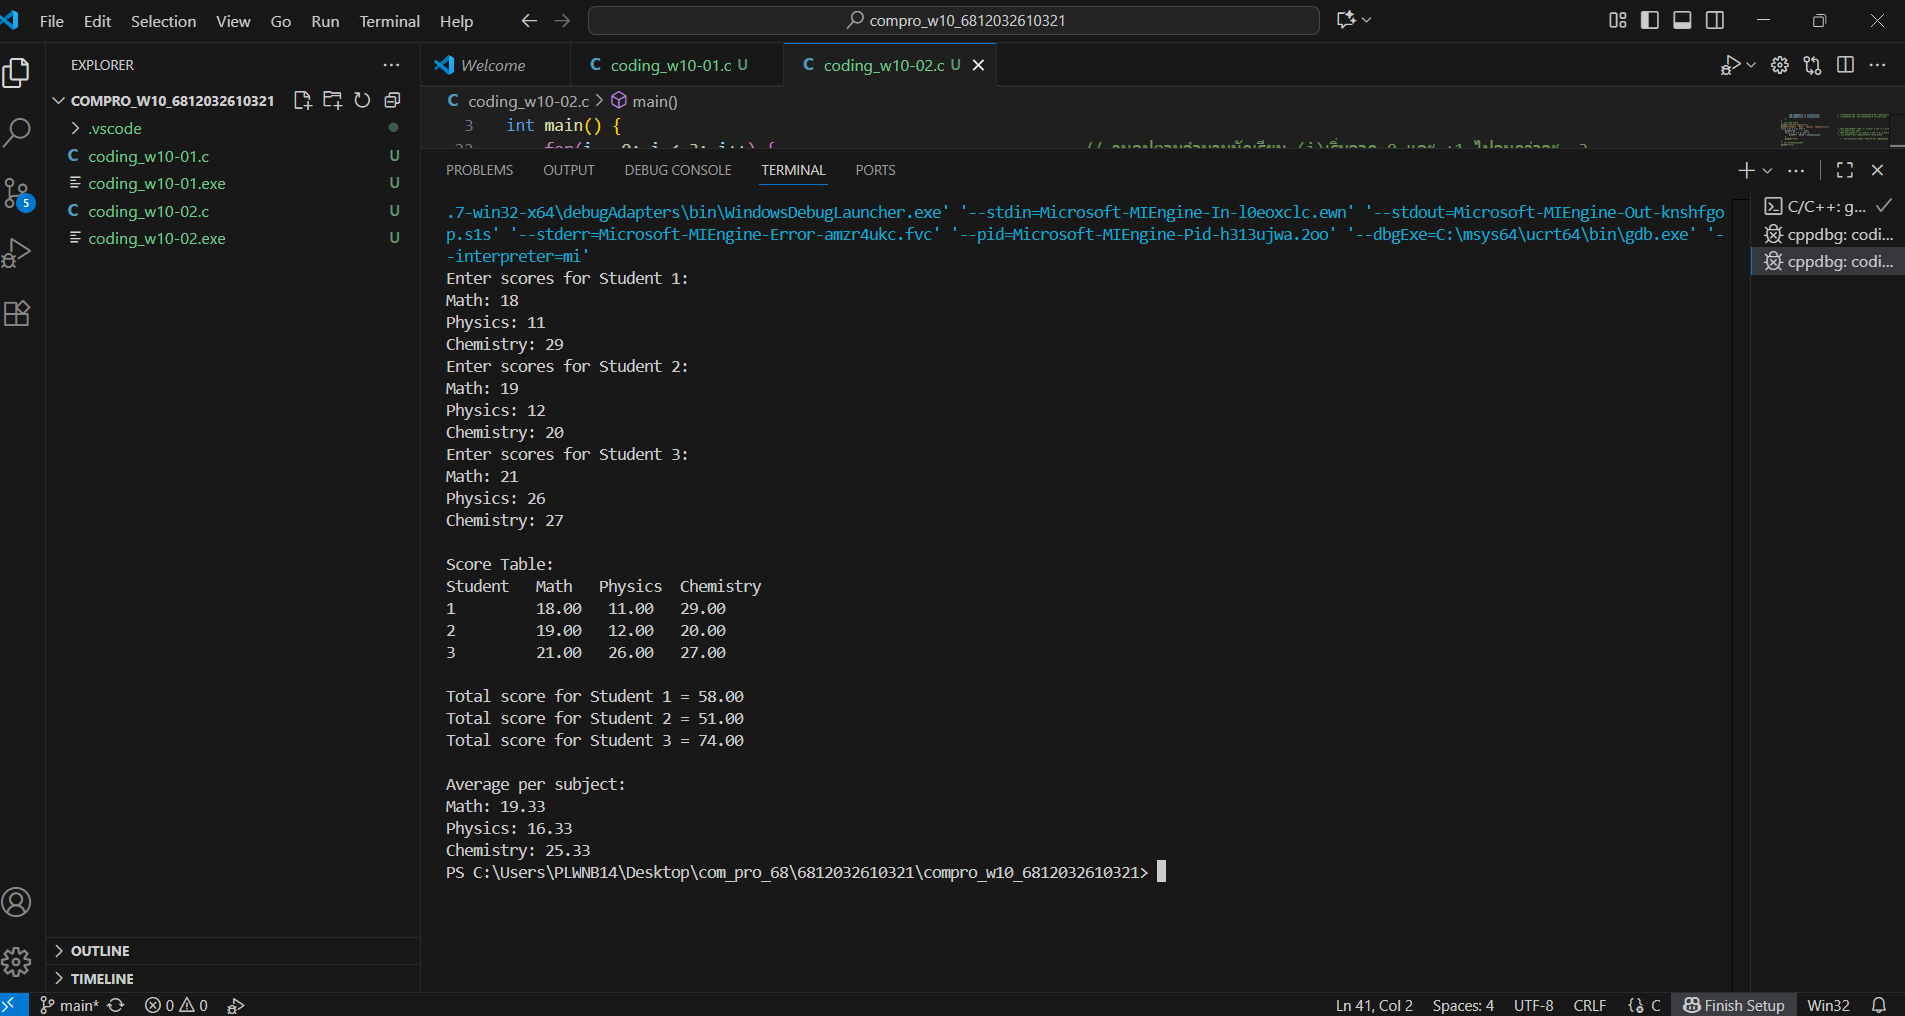 File Edit Selection View Go Run Terminal Help
compro_w10_6812032610321
EXPLORER
COMPRO_W10_6812032610321
.vscode
C coding_w10-01.c U
coding_w10-01.exe U
C coding_w10-02.c U
coding_w10-02.exe U
5
OUTLINE
TIMELINE
Welcome
C coding_w10-01.c U
C coding_w10-02.c U
C coding_w10-02.c > main()
3 int main() {
PROBLEMS OUTPUT DEBUG CONSOLE TERMINAL PORTS
.7-win32-x64\debugAdapters\bin\WindowsDebugLauncher.exe' '--stdin=Microsoft-MIEngine-In-l0eoxclc.ewn' '--stdout=Microsoft-MIEngine-Out-knshfgo
p.s1s' '--stderr=Microsoft-MIEngine-Error-amzr4ukc.fvc' '--pid=Microsoft-MIEngine-Pid-h313ujwa.2oo' '--dbgExe=C:\msys64\ucrt64\bin\gdb.exe' '-
-interpreter=mi'
Enter scores for Student 1:
Math: 18
Physics: 11
Chemistry: 29
Enter scores for Student 2:
Math: 19
Physics: 12
Chemistry: 20
Enter scores for Student 3:
Math: 21
Physics: 26
Chemistry: 27
Score Table:
Student Math Physics Chemistry
1 18.00 11.00 29.00
2 19.00 12.00 20.00
3 21.00 26.00 27.00
Total score for Student 1 = 58.00
Total score for Student 2 = 51.00
Total score for Student 3 = 74.00
Average per subject:
Math: 19.33
Physics: 16.33
Chemistry: 25.33
PS C:\Users\PLWNB14\Desktop\com_pro_68\6812032610321\compro_w10_6812032610321>
C/C++: g...
cppdbg: codi...
cppdbg: codi...
main* 0 0
Ln 41, Col 2 Spaces: 4 UTF-8 CRLF {} C Finish Setup Win32